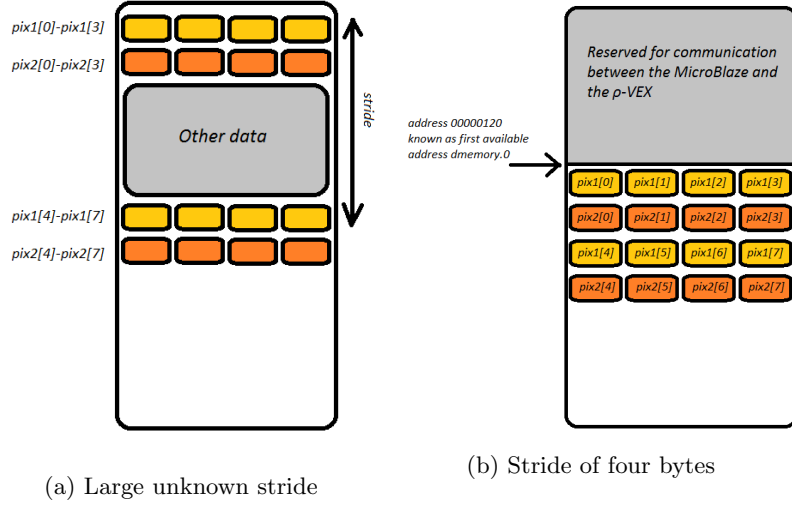 pix1[0]-pix1[3]
pix2[0]-pix2[3]
Other data
stride
pix1[4]-pix1[7]
pix2[4]-pix2[7]
(a) Large unknown stride
Reserved for communication
between the MicroBlaze and
the ρ-VEX
address 00000120
known as first available
address dmemory.0
pix1[0] pix1[1] pix1[2] pix1[3]
pix2[0] pix2[1] pix2[2] pix2[3]
pix1[4] pix1[5] pix1[6] pix1[7]
pix2[4] pix2[5] pix2[6] pix2[7]
(b) Stride of four bytes